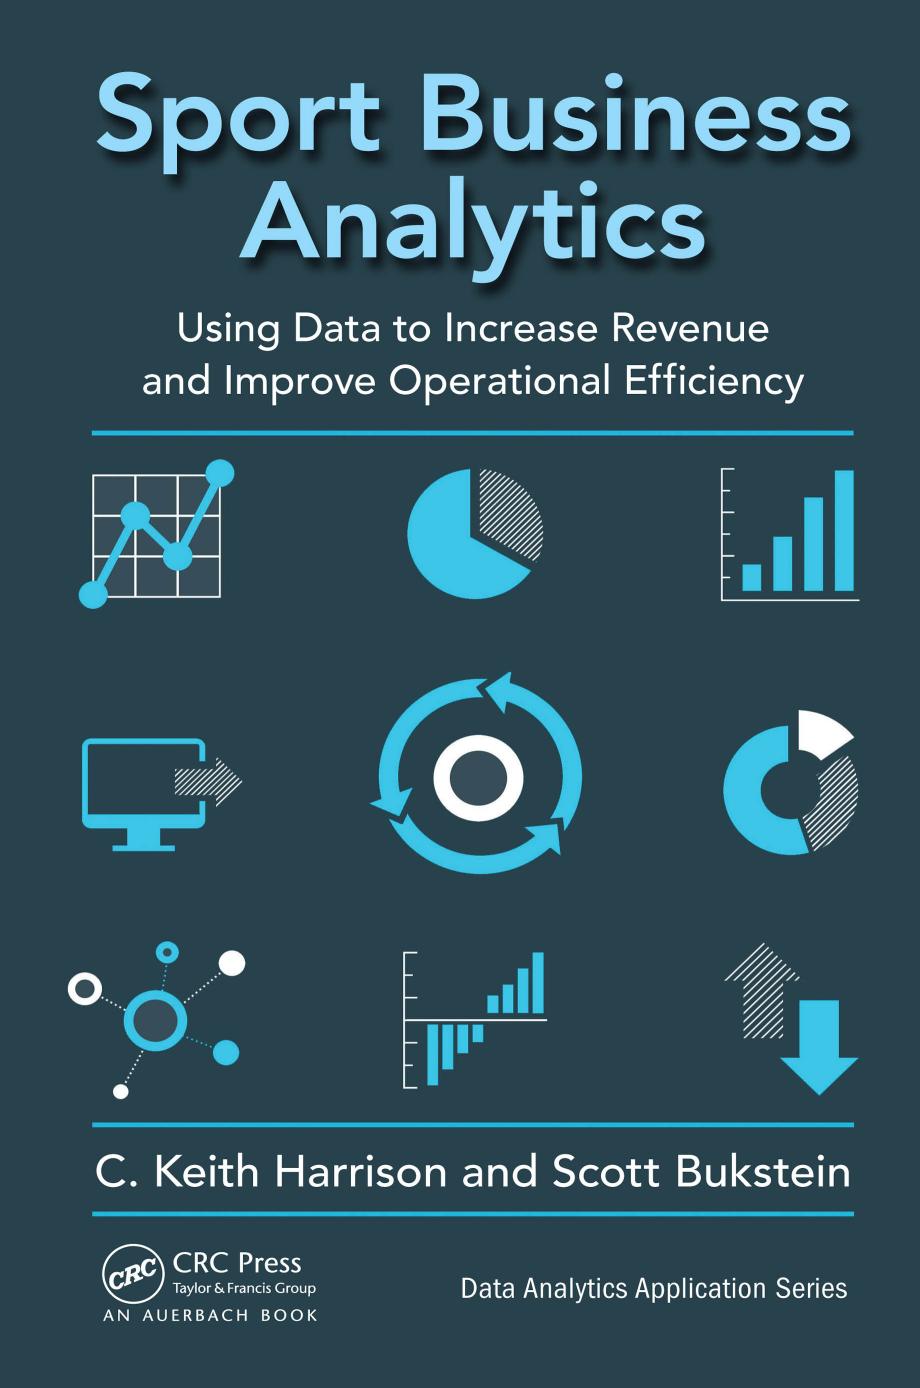 Sport Business
Analytics
Using Data to Increase Revenue
and Improve Operational Efficiency
C. Keith Harrison and Scott Bukstein
CRC
CRC Press
Taylor & Francis Group
AN AUERBACH BOOK
Data Analytics Application Series